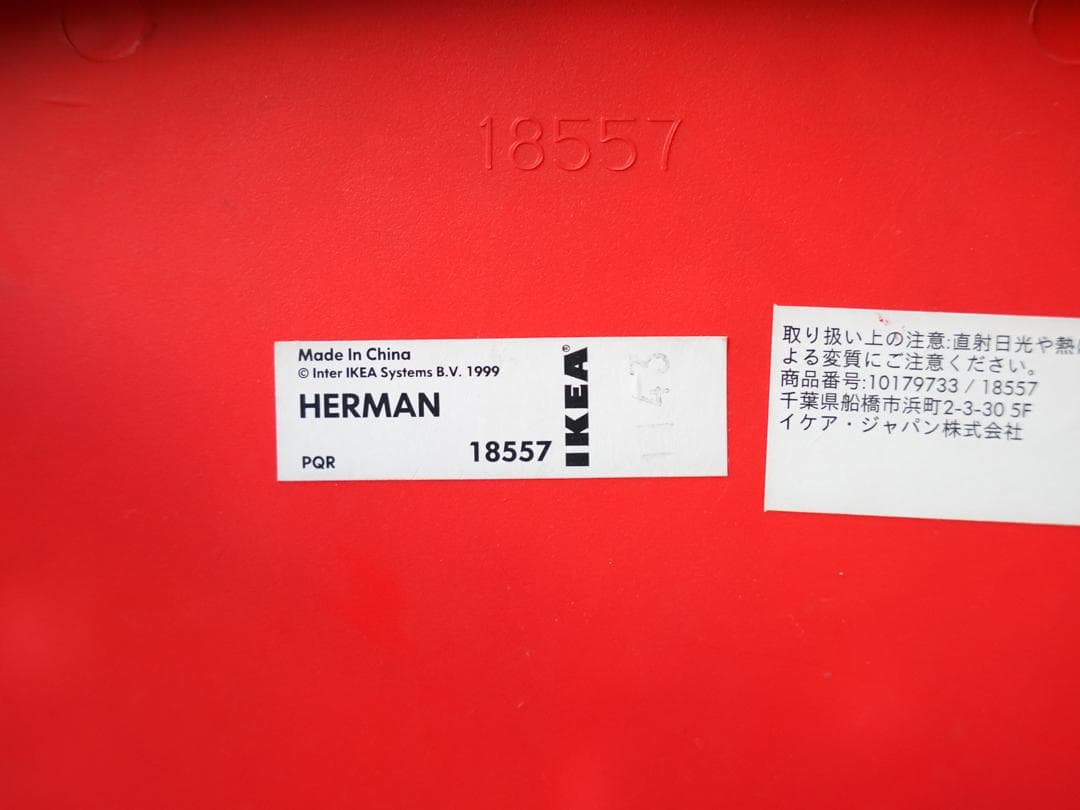 18557
Made In China
© Inter IKEA Systems B.V. 1999
HERMAN
PQR
18557
IKEA®
1143
取り扱い上の注意:直射日光や熱に
よる変質にご注意ください。
商品番号:10179733 / 18557
千葉県船橋市浜町2-3-30 5F
イケア・ジャパン株式会社